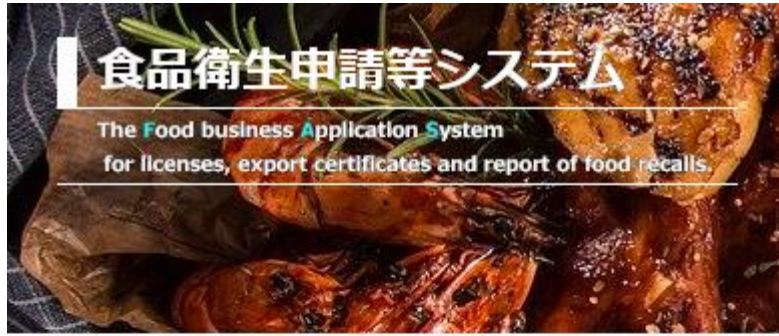 食品衛生申請等システム
The Food business Application System
for licenses, export certificates and report of food recalls.